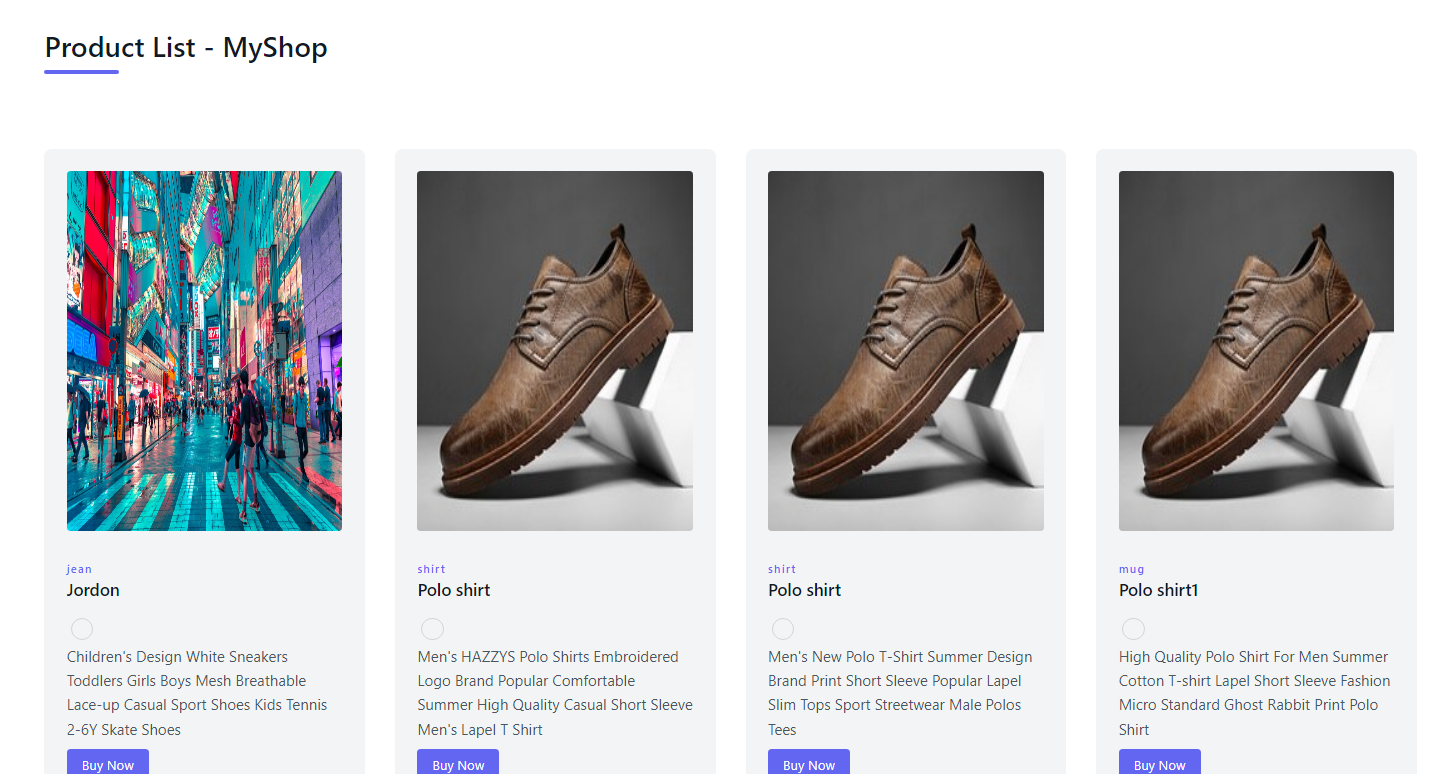 Product List - MyShop
jean
Jordon
Children's Design White Sneakers
Toddlers Girls Boys Mesh Breathable
Lace-up Casual Sport Shoes Kids Tennis
2-6Y Skate Shoes
Buy Now
shirt
Polo shirt
Men's HAZZYS Polo Shirts Embroidered
Logo Brand Popular Comfortable
Summer High Quality Casual Short Sleeve
Men's Lapel T Shirt
Buy Now
shirt
Polo shirt
Men's New Polo T-Shirt Summer Design
Brand Print Short Sleeve Popular Lapel
Slim Tops Sport Streetwear Male Polos
Tees
Buy Now
mug
Polo shirt1
High Quality Polo Shirt For Men Summer
Cotton T-shirt Lapel Short Sleeve Fashion
Micro Standard Ghost Rabbit Print Polo
Shirt
Buy Now